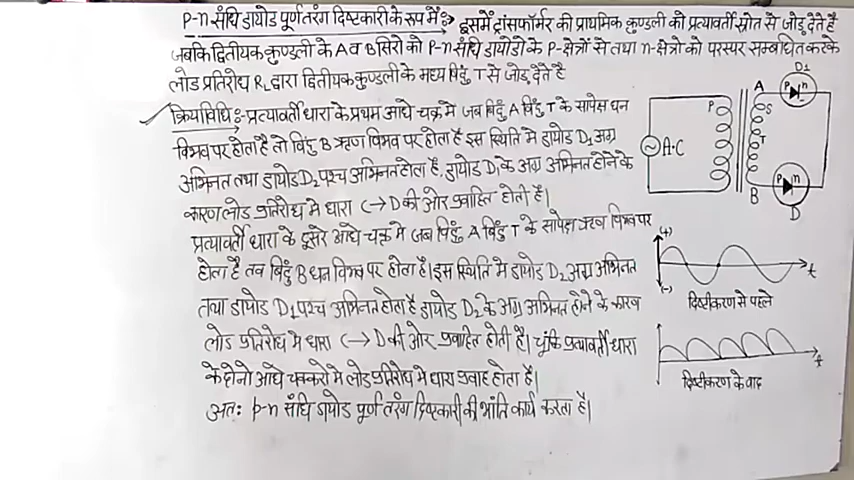 P-n संधि डायोड पूर्ण तरंग दिष्टकारी के रूप में :→ इसमें ट्रांसफॉर्मर की प्राथमिक कुण्डली को प्रत्यावर्ती स्रोत से जोड़ देते हैं
जबकि द्वितीयक कुण्डली के A व B सिरो को P-n संधि डायोडो के P-क्षेत्रों से तथा n-क्षेत्रो को परस्पर सम्बधित करके
लोड प्रतिरोध RL द्वारा द्वितीयक कुण्डली के मध्य बिंदु T से जोड़ देते है
क्रियाविधि :- प्रत्यावर्ती धारा के प्रथम आधे चक्र मे जब बिंदु A बिंदु T के सापेक्ष धन
विभव पर होता है तो बिंदु B ऋण विभव पर होता है इस स्थिति मे डायोड D1 अग्र
अभिनत तथा डायोड D2 पश्च अभिनत होता है, डायोड D1 के अग्र अभिनत होने के
कारण लोड प्रतिरोध मे धारा C→D की ओर प्रवाहित होती है।
प्रत्यावर्ती धारा के दूसरे आधे चक्र मे जब बिंदु A बिंदु T के सापेक्ष ऋण विभव पर
होता है तब बिंदु B धन विभव पर होता है। इस स्थिति मे डायोड D2 अग्र अभिनत
तथा डायोड D1 पश्च अभिनत होता है डायोड D2 के अग्र अभिनत होने के कारण
लोड प्रतिरोध मे धारा C→D की ओर प्रवाहित होती है। चूंकि प्रत्यावर्ती धारा
के दोनो आधे चक्करो मे लोड प्रतिरोध मे धारा प्रवाह होता है।
अतः p-n संधि डायोड पूर्ण तरंग दिष्टकारी की भांति कार्य करता है।
D1
A
P n
P
S
A·C
T
P n
B
D
(+)
t
(-)
दिष्टीकरण से पहले
t
दिष्टीकरण के बाद